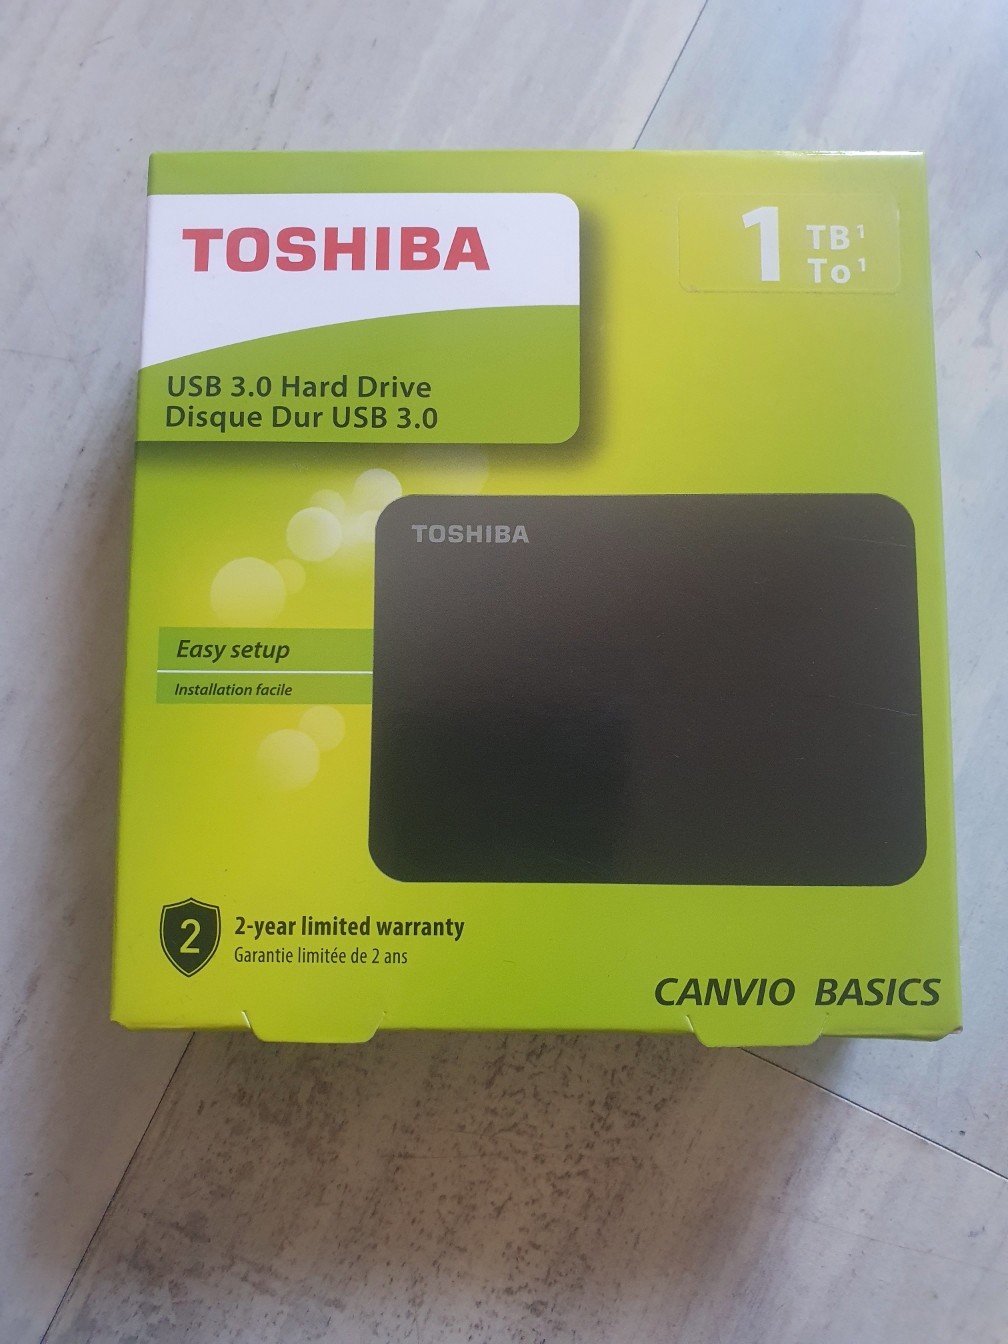 TOSHIBA
1 TB¹
To¹
USB 3.0 Hard Drive
Disque Dur USB 3.0
TOSHIBA
Easy setup
Installation facile
2
2-year limited warranty
Garantie limitée de 2 ans
CANVIO BASICS